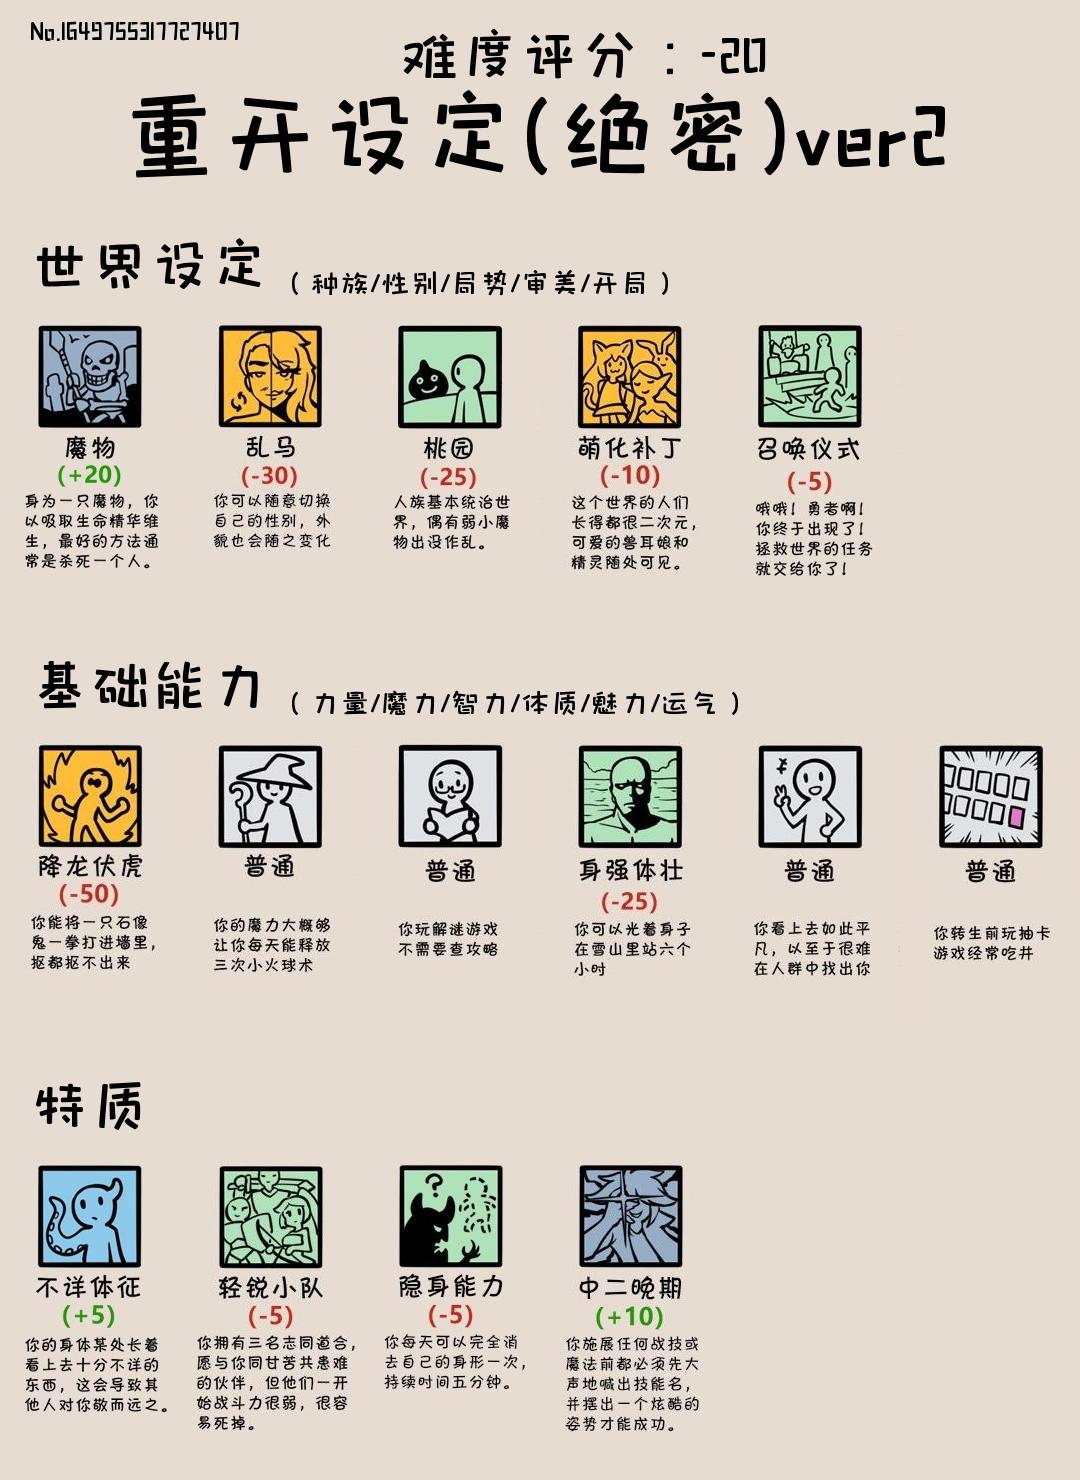 No.1649755317727407
难度评分：-20
重开设定(绝密)ver2
世界设定（种族/性别/局势/审美/开局）
魔物
(+20)
身为一只魔物，你
以吸取生命精华维
生，最好的方法通
常是杀死一个人。
乱马
(-30)
你可以随意切换
自己的性别，外
貌也会随之变化
桃园
(-25)
人族基本统治世
界，偶有弱小魔
物出没作乱。
萌化补丁
(-10)
这个世界的人们
长得都很二次元，
可爱的兽耳娘和
精灵随处可见。
召唤仪式
(-5)
哦哦！勇者啊！
你终于出现了！
拯救世界的任务
就交给你了！
基础能力（力量/魔力/智力/体质/魅力/运气）
降龙伏虎
(-50)
你能将一只石像
鬼一拳打进墙里，
抠都抠不出来
普通
你的魔力大概够
让你每天能释放
三次小火球术
普通
你玩解谜游戏
不需要查攻略
身强体壮
(-25)
你可以光着身子
在雪山里站六个
小时
普通
你看上去如此平
凡，以至于很难
在人群中找出你
普通
你转生前玩抽卡
游戏经常吃井
特质
不详体征
(+5)
你的身体某处长着
看上去十分不详的
东西，这会导致其
他人对你敬而远之。
轻锐小队
(-5)
你拥有三名志同道合，
愿与你同甘苦共患难
的伙伴，但他们一开
始战斗力很弱，很容
易死掉。
隐身能力
(-5)
你每天可以完全消
去自己的身形一次，
持续时间五分钟。
中二晚期
(+10)
你施展任何战技或
魔法前都必须先大
声地喊出技能名，
并摆出一个炫酷的
姿势才能成功。